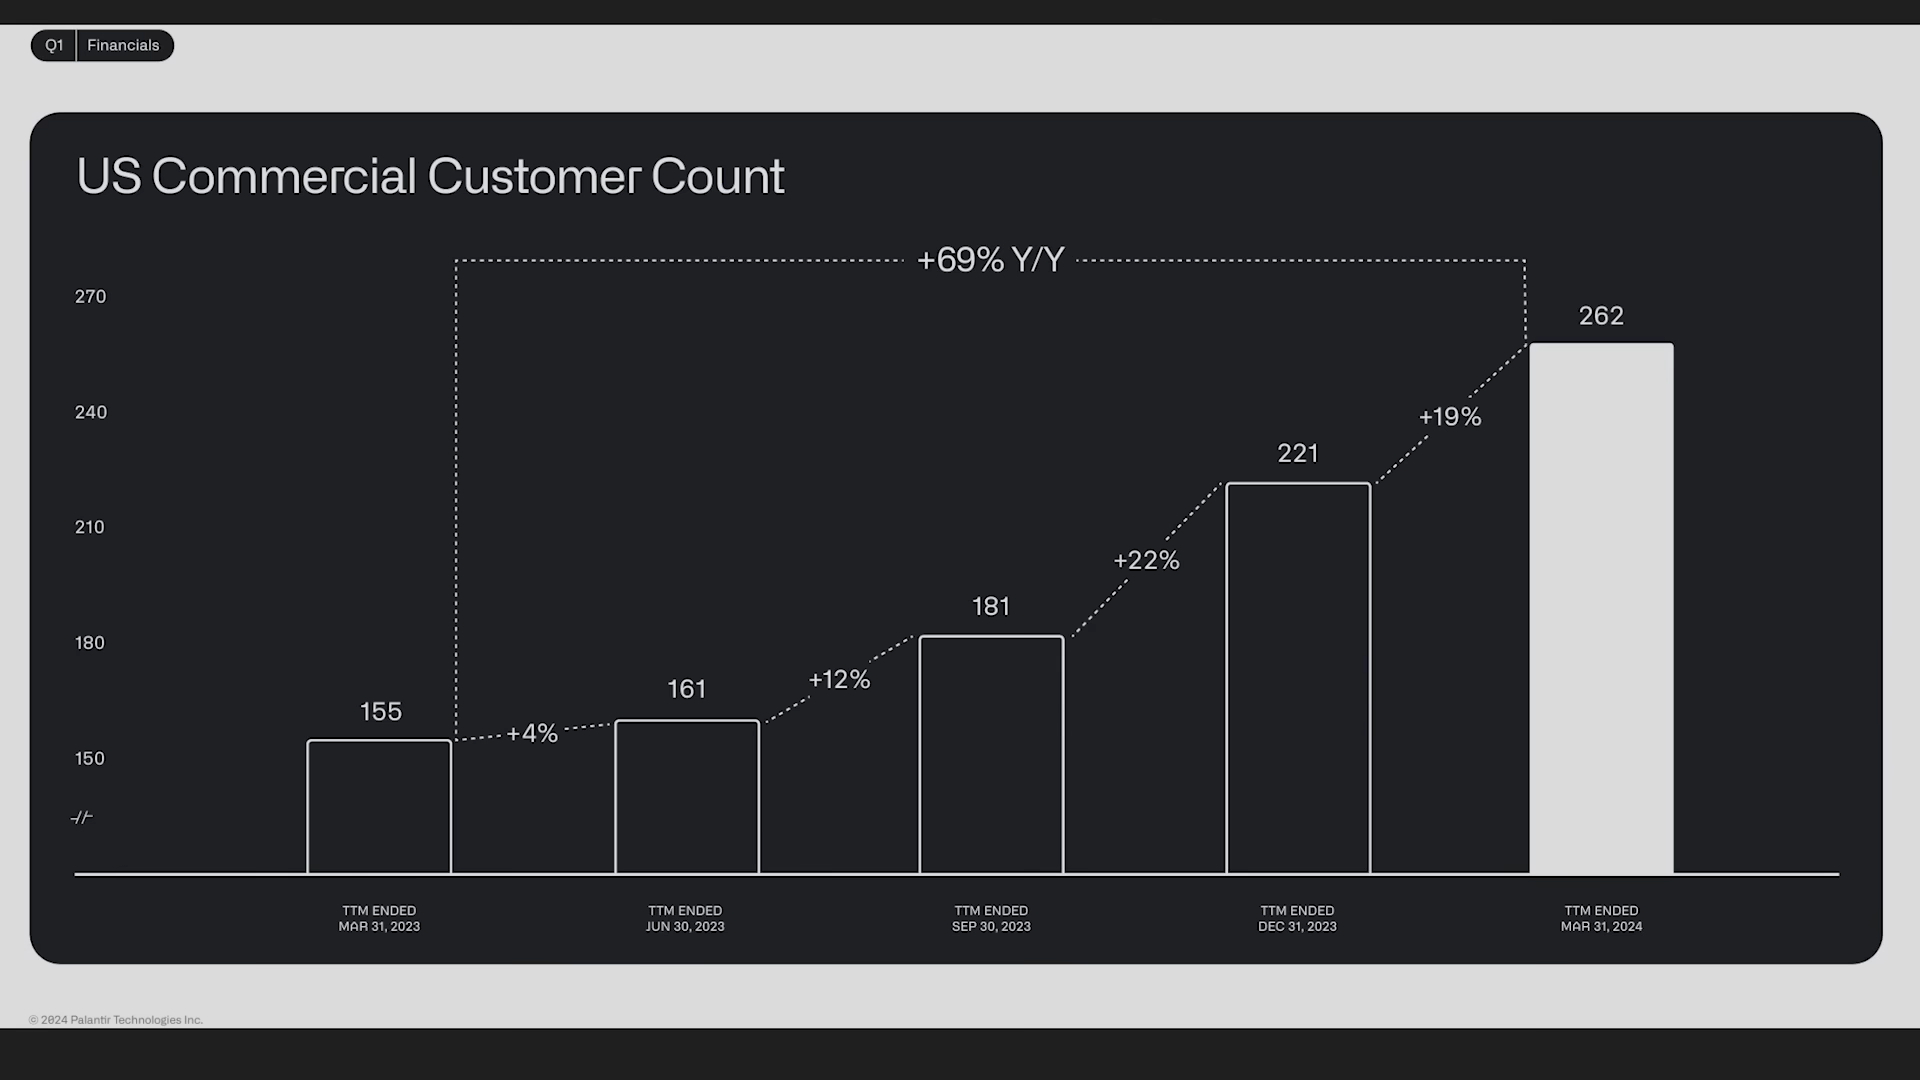 Q1 Financials
US Commercial Customer Count
+69% Y/Y
270
240
210
180
150
155
+4%
161
+12%
181
+22%
221
+19%
262
TTM ENDED
MAR 31, 2023
TTM ENDED
JUN 30, 2023
TTM ENDED
SEP 30, 2023
TTM ENDED
DEC 31, 2023
TTM ENDED
MAR 31, 2024
© 2024 Palantir Technologies Inc.